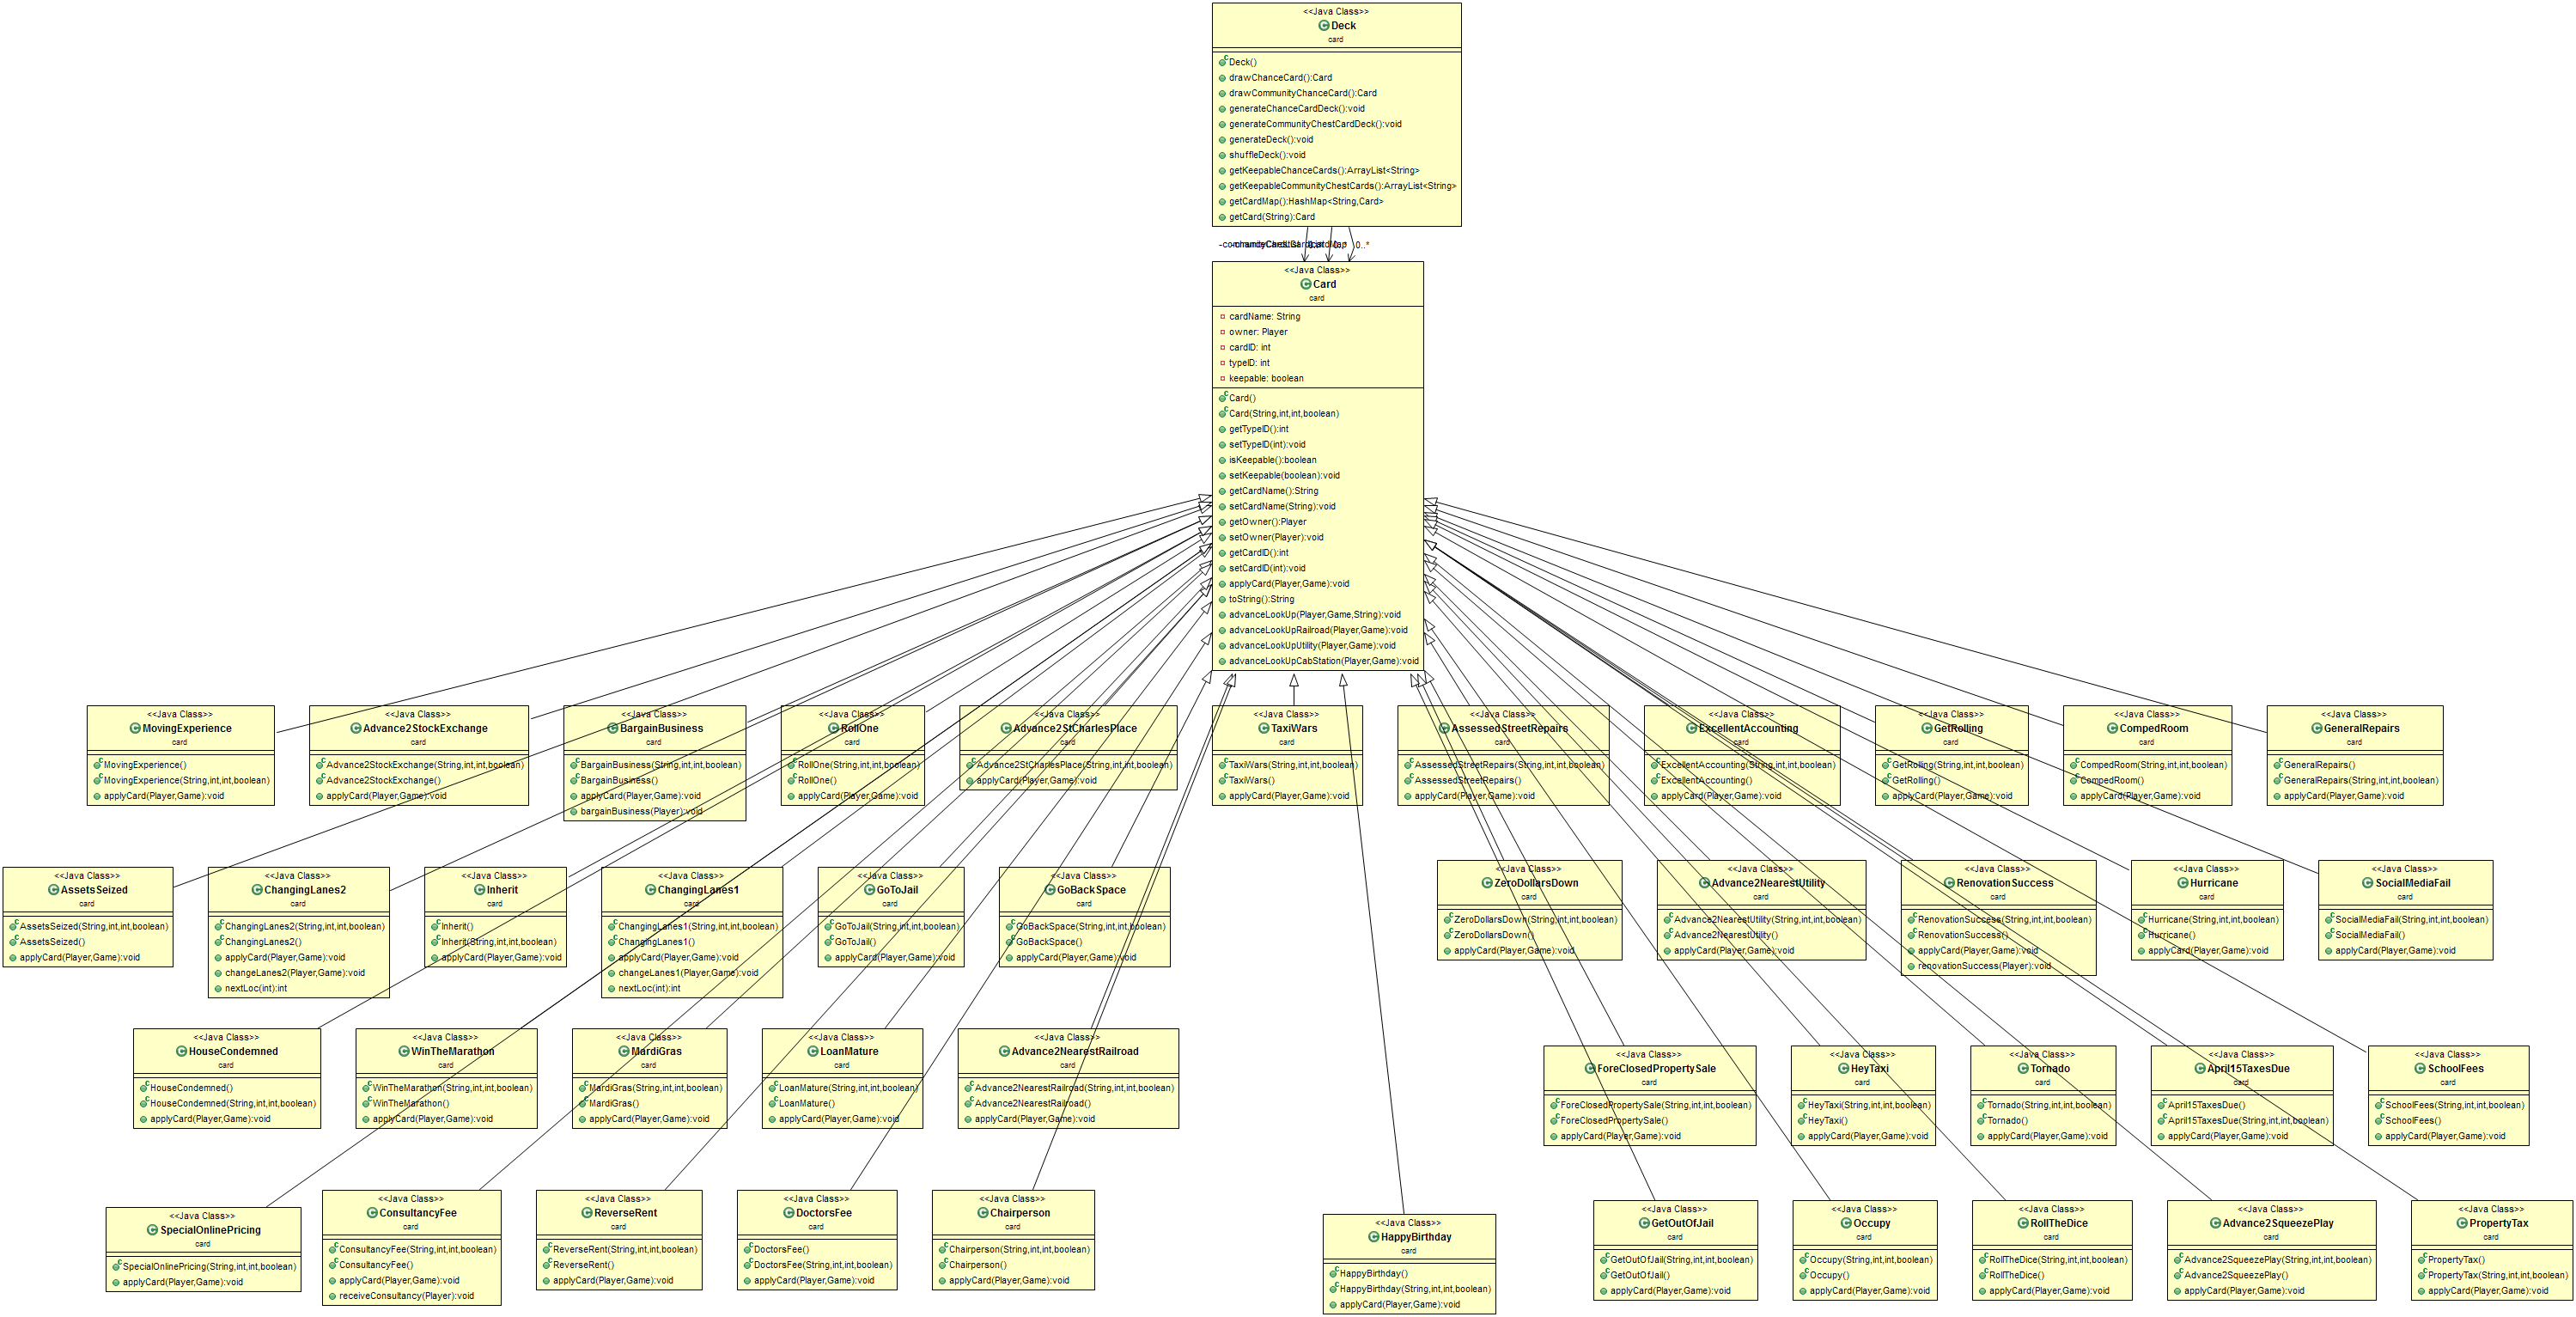 <<Java Class>>
Deck
card
Deck()
drawChanceCard():Card
drawCommunityChanceCard():Card
generateChanceCardDeck():void
generateCommunityChestCardDeck():void
generateDeck():void
shuffleDeck():void
getKeepableChanceCards():ArrayList<String>
getKeepableCommunityChestCards():ArrayList<String>
getCardMap():HashMap<String,Card>
getCard(String):Card
0..*
<<Java Class>>
Card
card
cardName: String
owner: Player
cardID: int
typeID: int
keepable: boolean
Card()
Card(String,int,int,boolean)
getTypeID():int
setTypeID(int):void
isKeepable():boolean
setKeepable(boolean):void
getCardName():String
setCardName(String):void
getOwner():Player
setOwner(Player):void
getCardID():int
setCardID(int):void
applyCard(Player,Game):void
toString():String
advanceLookUp(Player,Game,String):void
advanceLookUpRailroad(Player,Game):void
advanceLookUpUtility(Player,Game):void
advanceLookUpCabStation(Player,Game):void
<<Java Class>>
MovingExperience
card
MovingExperience()
MovingExperience(String,int,int,boolean)
applyCard(Player,Game):void
<<Java Class>>
Advance2StockExchange
card
Advance2StockExchange(String,int,int,boolean)
Advance2StockExchange()
applyCard(Player,Game):void
<<Java Class>>
BargainBusiness
card
BargainBusiness(String,int,int,boolean)
BargainBusiness()
applyCard(Player,Game):void
bargainBusiness(Player):void
<<Java Class>>
RollOne
card
RollOne(String,int,int,boolean)
RollOne()
applyCard(Player,Game):void
<<Java Class>>
Advance2StCharlesPlace
card
Advance2StCharlesPlace(String,int,int,boolean)
applyCard(Player,Game):void
<<Java Class>>
TaxiWars
card
TaxiWars(String,int,int,boolean)
TaxiWars()
applyCard(Player,Game):void
<<Java Class>>
AssessedStreetRepairs
card
AssessedStreetRepairs(String,int,int,boolean)
AssessedStreetRepairs()
applyCard(Player,Game):void
<<Java Class>>
ExcellentAccounting
card
ExcellentAccounting(String,int,int,boolean)
ExcellentAccounting()
applyCard(Player,Game):void
<<Java Class>>
GetRolling
card
GetRolling(String,int,int,boolean)
GetRolling()
applyCard(Player,Game):void
<<Java Class>>
CompedRoom
card
CompedRoom(String,int,int,boolean)
CompedRoom()
applyCard(Player,Game):void
<<Java Class>>
GeneralRepairs
card
GeneralRepairs()
GeneralRepairs(String,int,int,boolean)
applyCard(Player,Game):void
<<Java Class>>
AssetsSeized
card
AssetsSeized(String,int,int,boolean)
AssetsSeized()
applyCard(Player,Game):void
<<Java Class>>
ChangingLanes2
card
ChangingLanes2(String,int,int,boolean)
ChangingLanes2()
applyCard(Player,Game):void
changeLanes2(Player,Game):void
nextLoc(int):int
<<Java Class>>
Inherit
card
Inherit()
Inherit(String,int,int,boolean)
applyCard(Player,Game):void
<<Java Class>>
ChangingLanes1
card
ChangingLanes1(String,int,int,boolean)
ChangingLanes1()
applyCard(Player,Game):void
changeLanes1(Player,Game):void
nextLoc(int):int
<<Java Class>>
GoToJail
card
GoToJail(String,int,int,boolean)
GoToJail()
applyCard(Player,Game):void
<<Java Class>>
GoBackSpace
card
GoBackSpace(String,int,int,boolean)
GoBackSpace()
applyCard(Player,Game):void
<<Java Class>>
ZeroDollarsDown
card
ZeroDollarsDown(String,int,int,boolean)
ZeroDollarsDown()
applyCard(Player,Game):void
<<Java Class>>
Advance2NearestUtility
card
Advance2NearestUtility(String,int,int,boolean)
Advance2NearestUtility()
applyCard(Player,Game):void
<<Java Class>>
RenovationSuccess
card
RenovationSuccess(String,int,int,boolean)
RenovationSuccess()
applyCard(Player,Game):void
renovationSuccess(Player):void
<<Java Class>>
Hurricane
card
Hurricane(String,int,int,boolean)
Hurricane()
applyCard(Player,Game):void
<<Java Class>>
SocialMediaFail
card
SocialMediaFail(String,int,int,boolean)
SocialMediaFail()
applyCard(Player,Game):void
<<Java Class>>
HouseCondemned
card
HouseCondemned()
HouseCondemned(String,int,int,boolean)
applyCard(Player,Game):void
<<Java Class>>
WinTheMarathon
card
WinTheMarathon(String,int,int,boolean)
WinTheMarathon()
applyCard(Player,Game):void
<<Java Class>>
MardiGras
card
MardiGras(String,int,int,boolean)
MardiGras()
applyCard(Player,Game):void
<<Java Class>>
LoanMature
card
LoanMature(String,int,int,boolean)
LoanMature()
applyCard(Player,Game):void
<<Java Class>>
Advance2NearestRailroad
card
Advance2NearestRailroad(String,int,int,boolean)
Advance2NearestRailroad()
applyCard(Player,Game):void
<<Java Class>>
ForeClosedPropertySale
card
ForeClosedPropertySale(String,int,int,boolean)
ForeClosedPropertySale()
applyCard(Player,Game):void
<<Java Class>>
HeyTaxi
card
HeyTaxi(String,int,int,boolean)
HeyTaxi()
applyCard(Player,Game):void
<<Java Class>>
Tornado
card
Tornado(String,int,int,boolean)
Tornado()
applyCard(Player,Game):void
<<Java Class>>
April15TaxesDue
card
April15TaxesDue()
April15TaxesDue(String,int,int,boolean)
applyCard(Player,Game):void
<<Java Class>>
SchoolFees
card
SchoolFees(String,int,int,boolean)
SchoolFees()
applyCard(Player,Game):void
<<Java Class>>
SpecialOnlinePricing
card
SpecialOnlinePricing(String,int,int,boolean)
applyCard(Player,Game):void
<<Java Class>>
ConsultancyFee
card
ConsultancyFee(String,int,int,boolean)
ConsultancyFee()
applyCard(Player,Game):void
receiveConsultancy(Player):void
<<Java Class>>
ReverseRent
card
ReverseRent(String,int,int,boolean)
ReverseRent()
applyCard(Player,Game):void
<<Java Class>>
DoctorsFee
card
DoctorsFee()
DoctorsFee(String,int,int,boolean)
applyCard(Player,Game):void
<<Java Class>>
Chairperson
card
Chairperson(String,int,int,boolean)
Chairperson()
applyCard(Player,Game):void
<<Java Class>>
HappyBirthday
card
HappyBirthday()
HappyBirthday(String,int,int,boolean)
applyCard(Player,Game):void
<<Java Class>>
GetOutOfJail
card
GetOutOfJail(String,int,int,boolean)
GetOutOfJail()
applyCard(Player,Game):void
<<Java Class>>
Occupy
card
Occupy(String,int,int,boolean)
Occupy()
applyCard(Player,Game):void
<<Java Class>>
RollTheDice
card
RollTheDice(String,int,int,boolean)
RollTheDice()
applyCard(Player,Game):void
<<Java Class>>
Advance2SqueezePlay
card
Advance2SqueezePlay(String,int,int,boolean)
Advance2SqueezePlay()
applyCard(Player,Game):void
<<Java Class>>
PropertyTax
card
PropertyTax()
PropertyTax(String,int,int,boolean)
applyCard(Player,Game):void